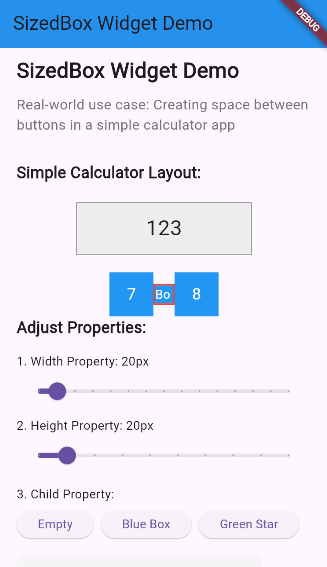 SizedBox Widget Demo
DEBUG
SizedBox Widget Demo
Real-world use case: Creating space between
buttons in a simple calculator app
Simple Calculator Layout:
123
7 Bo 8
Adjust Properties:
1. Width Property: 20px
2. Height Property: 20px
3. Child Property:
Empty Blue Box Green Star